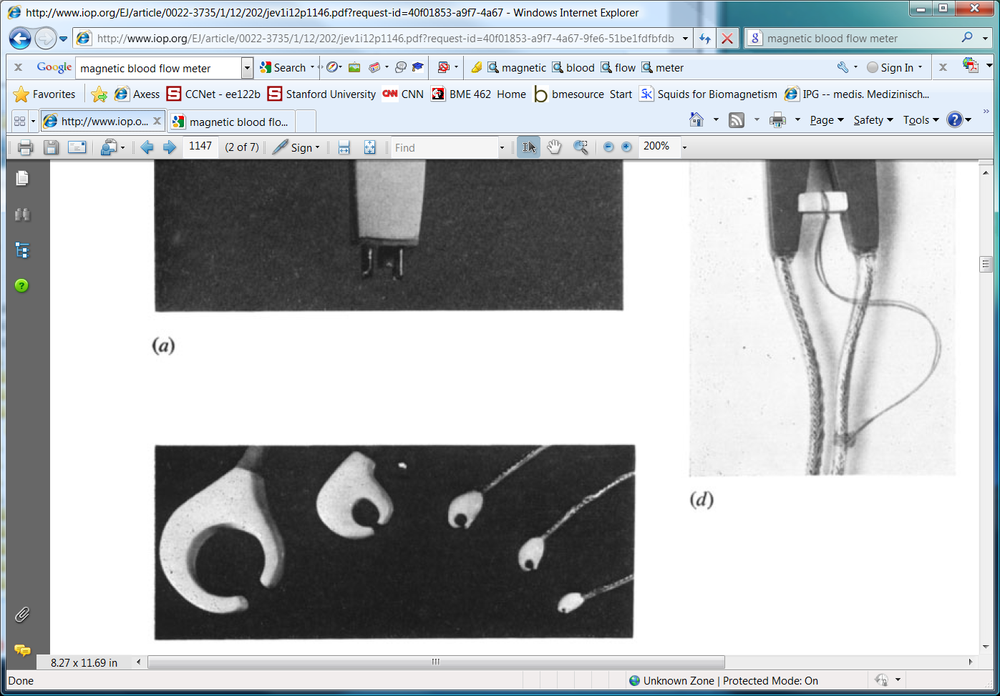 http://www.iop.org/EJ/article/0022-3735/1/12/202/jev1i12p1146.pdf?request-id=40f01853-a9f7-4a67 - Windows Internet Explorer
http://www.iop.org/EJ/article/0022-3735/1/12/202/jev1i12p1146.pdf?request-id=40f01853-a9f7-4a67-9fe6-51be1fdfbfdb
magnetic blood flow meter
x Google magnetic blood flow meter Search magnetic blood flow meter Sign In x
Favorites Axess CCNet - ee122b Stanford University CNN CNN BME 462 Home bmesource Start Squids for Biomagnetism IPG -- medis. Medizinisch...
http://www.iop.o... x magnetic blood flo... Page Safety Tools
1147 (2 of 7) Sign Find 200%
(a)
(d)
8.27 x 11.69 in
Done Unknown Zone | Protected Mode: On